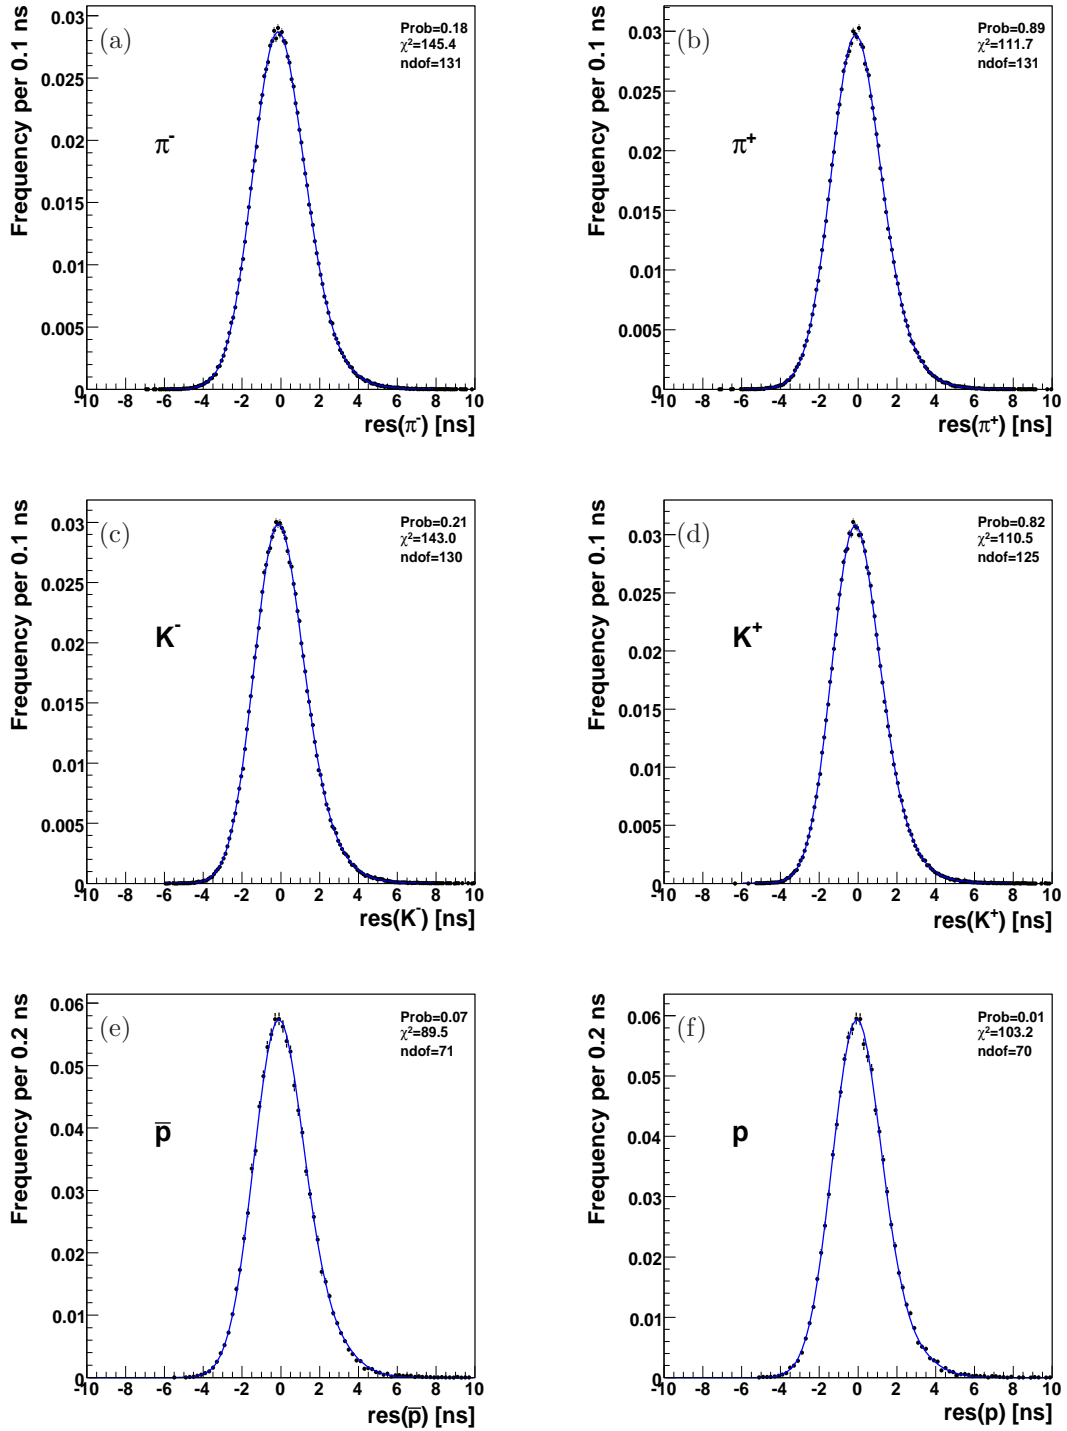 (a)
Prob=0.18
χ²=145.4
ndof=131
π⁻
Frequency per 0.1 ns
0.03
0.025
0.02
0.015
0.01
0.005
0
-10 -8 -6 -4 -2 0 2 4 6 8 10
res(π⁻) [ns]
(b)
Prob=0.89
χ²=111.7
ndof=131
π⁺
Frequency per 0.1 ns
0.03
0.025
0.02
0.015
0.01
0.005
0
-10 -8 -6 -4 -2 0 2 4 6 8 10
res(π⁺) [ns]
(c)
Prob=0.21
χ²=143.0
ndof=130
K⁻
Frequency per 0.1 ns
0.03
0.025
0.02
0.015
0.01
0.005
0
-10 -8 -6 -4 -2 0 2 4 6 8 10
res(K⁻) [ns]
(d)
Prob=0.82
χ²=110.5
ndof=125
K⁺
Frequency per 0.1 ns
0.03
0.025
0.02
0.015
0.01
0.005
0
-10 -8 -6 -4 -2 0 2 4 6 8 10
res(K⁺) [ns]
(e)
Prob=0.07
χ²=89.5
ndof=71
p̅
Frequency per 0.2 ns
0.06
0.05
0.04
0.03
0.02
0.01
0
-10 -8 -6 -4 -2 0 2 4 6 8 10
res(p̅) [ns]
(f)
Prob=0.01
χ²=103.2
ndof=70
p
Frequency per 0.2 ns
0.06
0.05
0.04
0.03
0.02
0.01
0
-10 -8 -6 -4 -2 0 2 4 6 8 10
res(p) [ns]